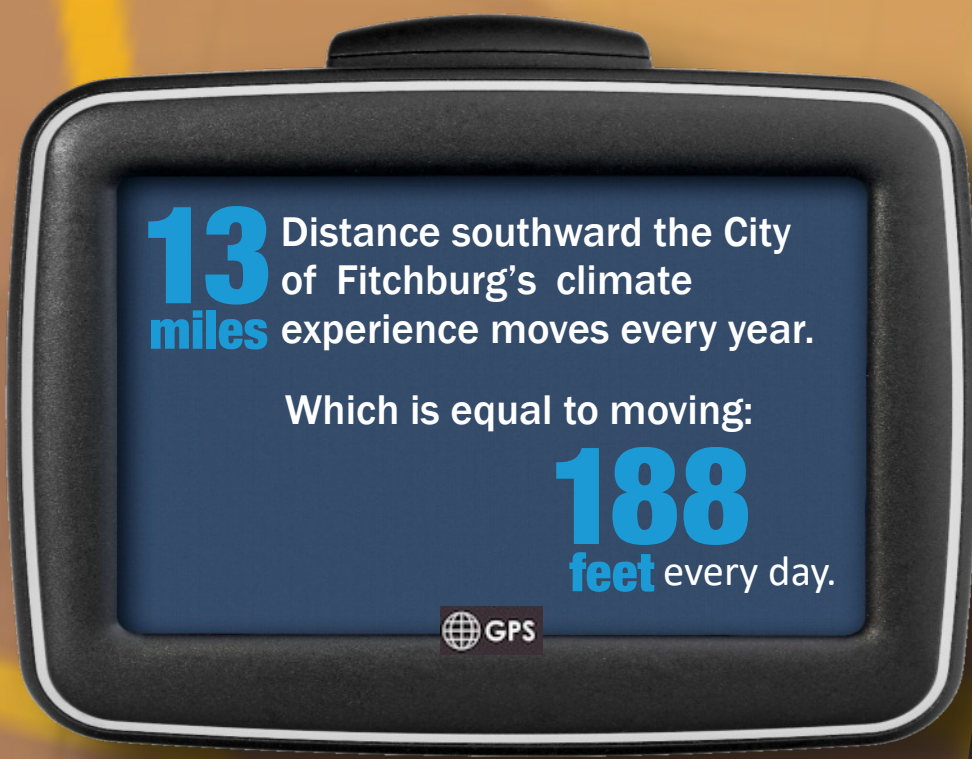 13 miles
Distance southward the City
of Fitchburg's climate
experience moves every year.
Which is equal to moving:
188
feet every day.
GPS